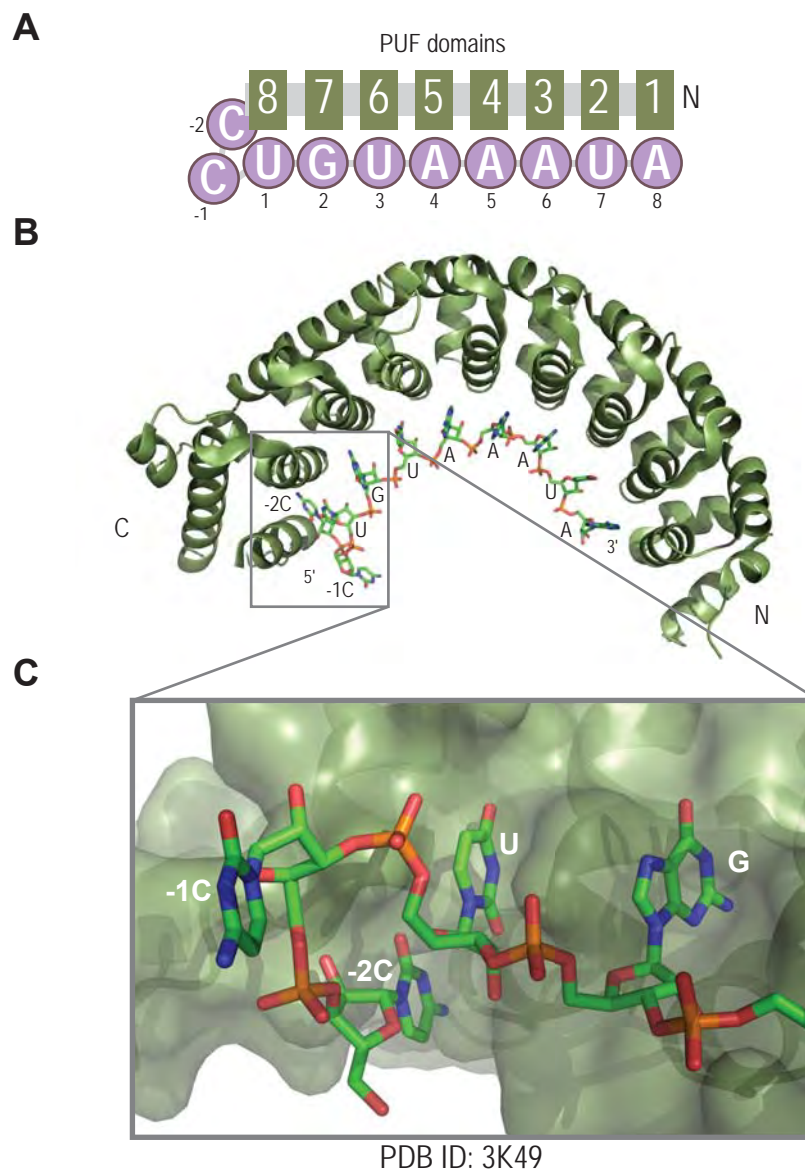 A
PUF domains
8 7 6 5 4 3 2 1 N
-2 C
C U G U A A A U A
-1 1 2 3 4 5 6 7 8
B
C
-2C
U
G
U
A
A
A
U
A
5'
-1C
3'
N
C
-1C
-2C
U
G
PDB ID: 3K49